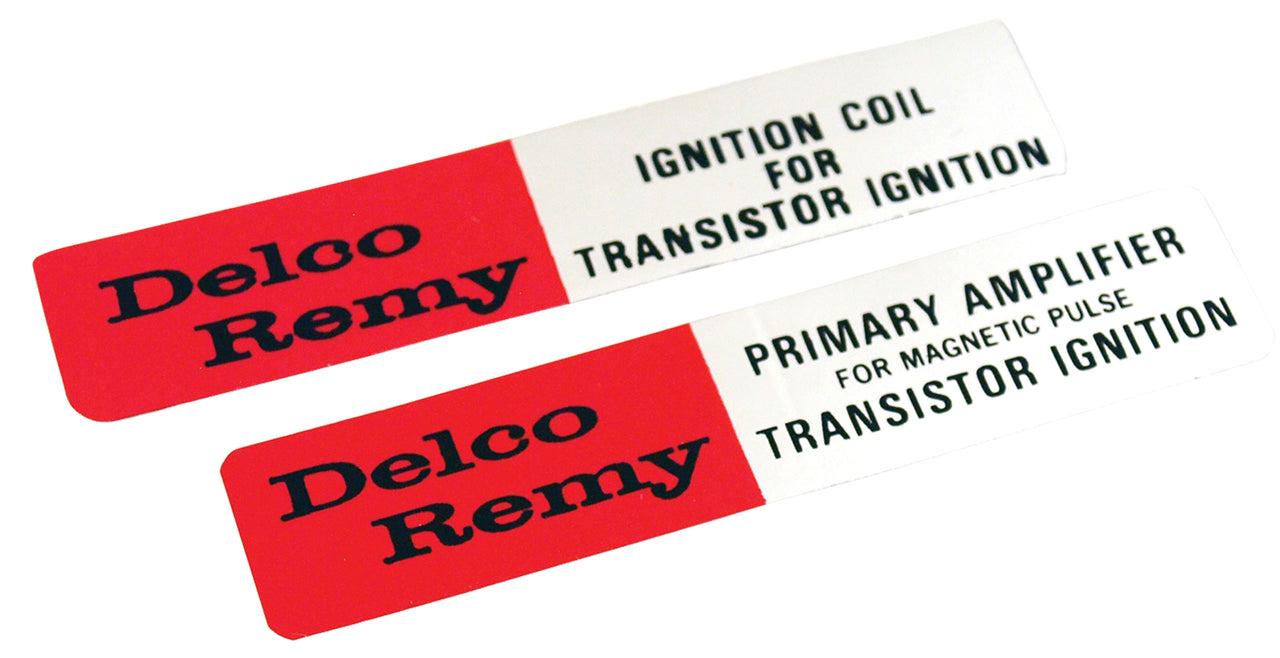 Delco
Remy
IGNITION COIL
FOR
TRANSISTOR IGNITION
Delco
Remy
PRIMARY AMPLIFIER
FOR MAGNETIC PULSE
TRANSISTOR IGNITION